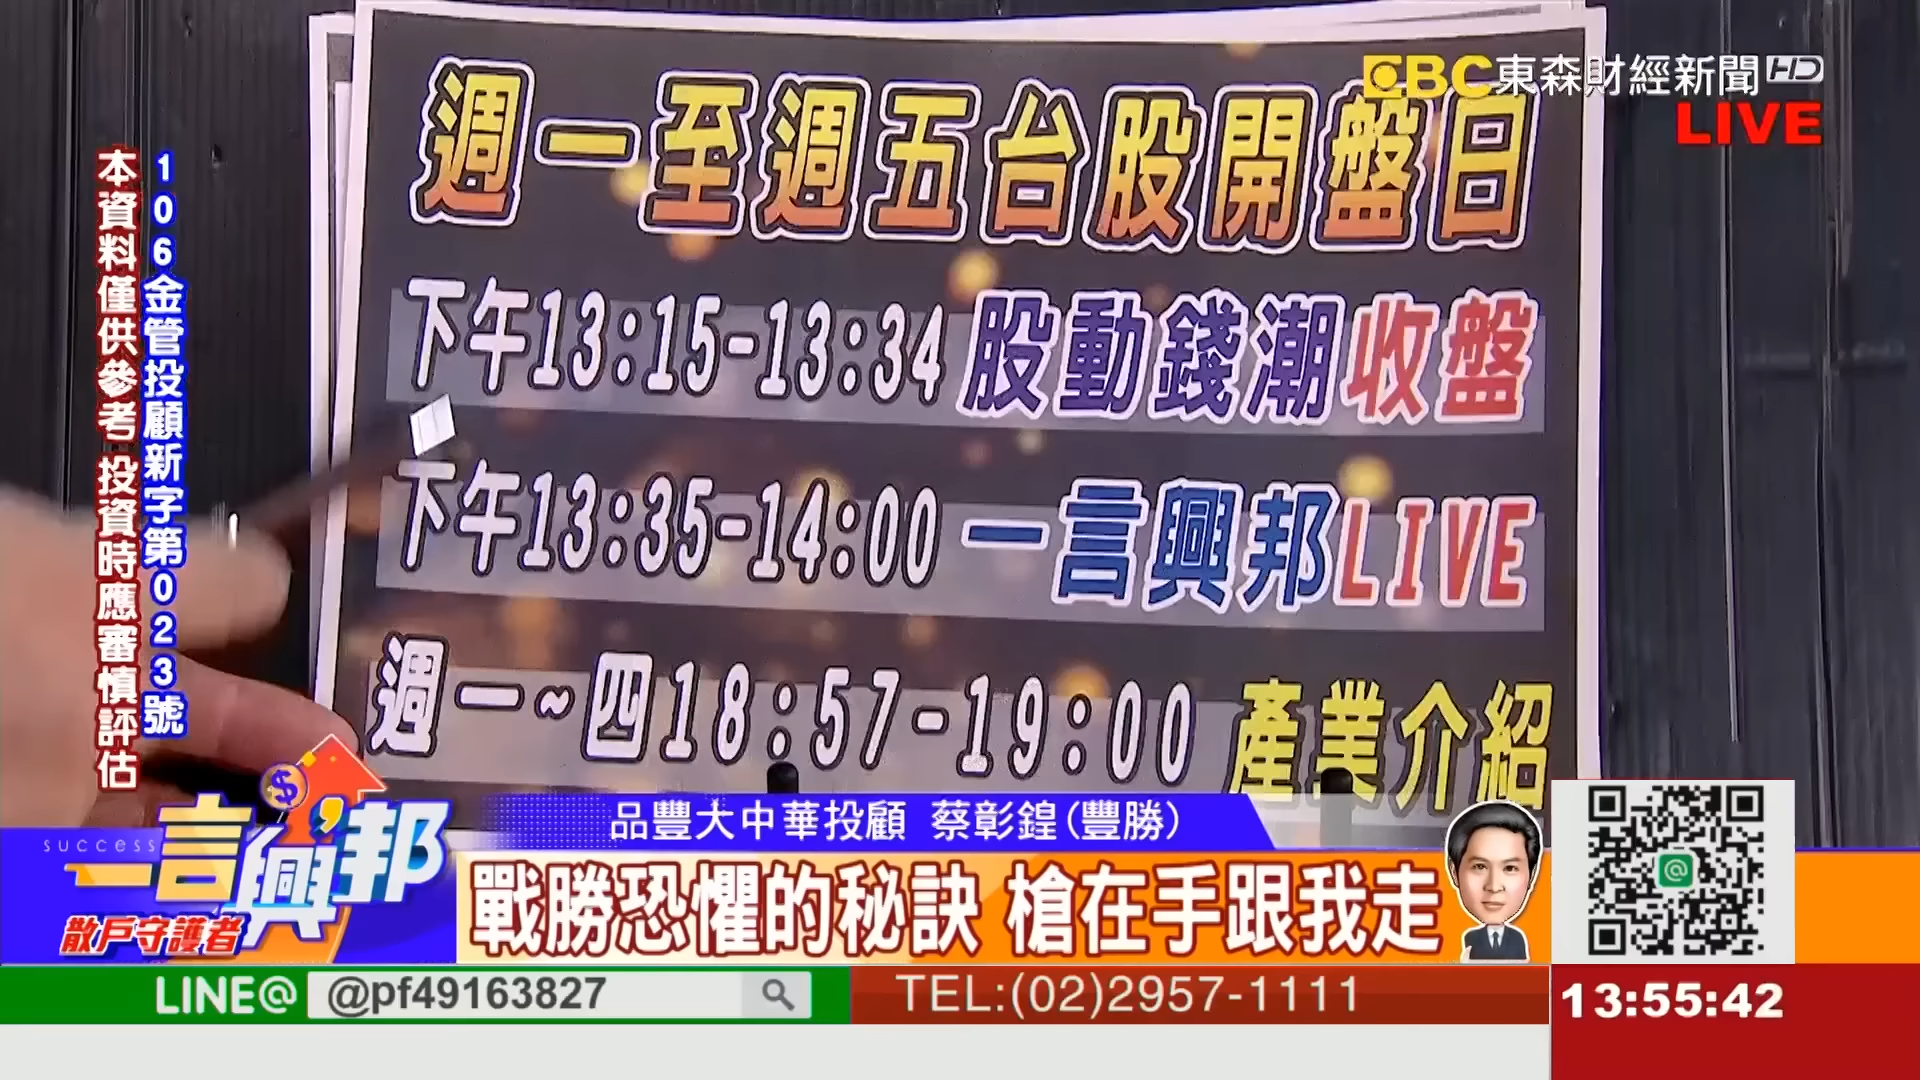 EBC東森財經新聞HD
LIVE
週一至週五台股開盤日
下午13:15-13:34 股動錢潮收盤
下午13:35-14:00 一言興邦LIVE
週一~四18:57-19:00 產業介紹
106金管投顧新字第023號
本資料僅供參考 投資時應審慎評估
success
一言興邦
散戶守護者
品豐大中華投顧 蔡彰鍠(豐勝)
戰勝恐懼的秘訣 槍在手跟我走
LINE@ @pf49163827
TEL:(02)2957-1111
13:55:42